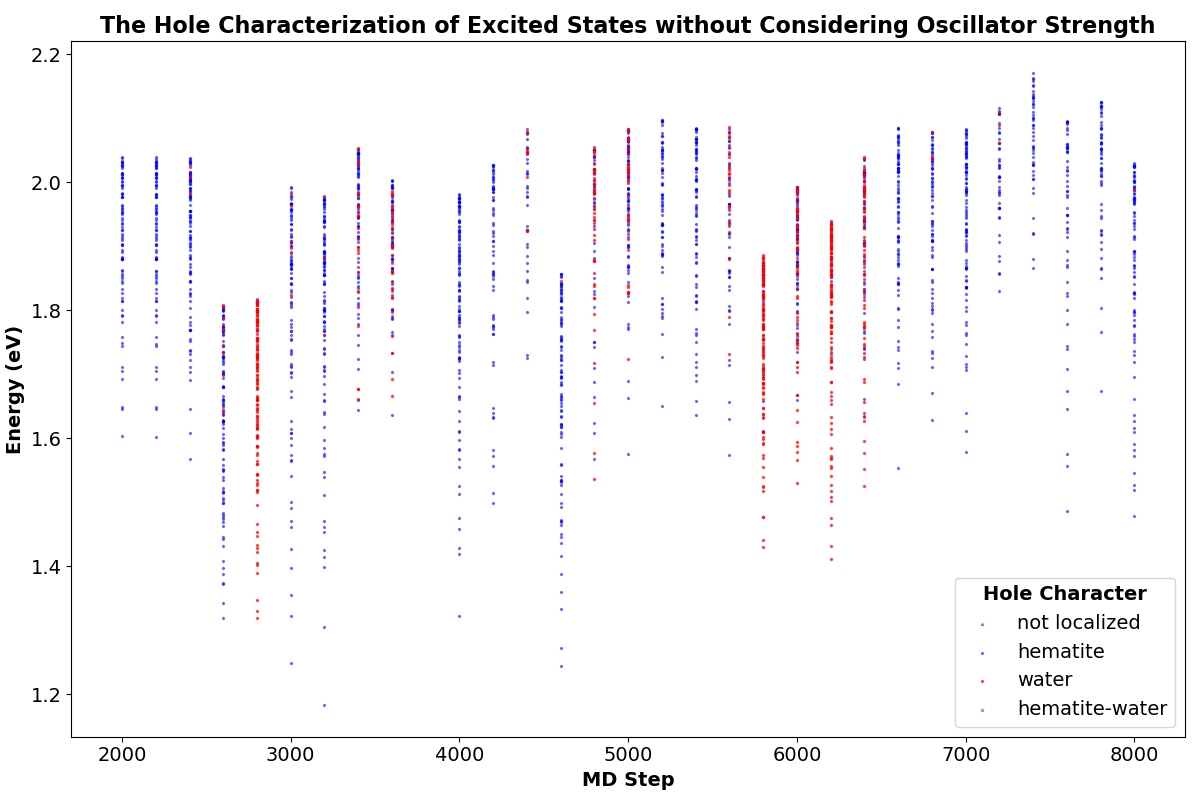 The Hole Characterization of Excited States without Considering Oscillator Strength
2.2
2.0
1.8
1.6
1.4
1.2
Energy (eV)
2000
3000
4000
5000
6000
7000
8000
MD Step
Hole Character
not localized
hematite
water
hematite-water